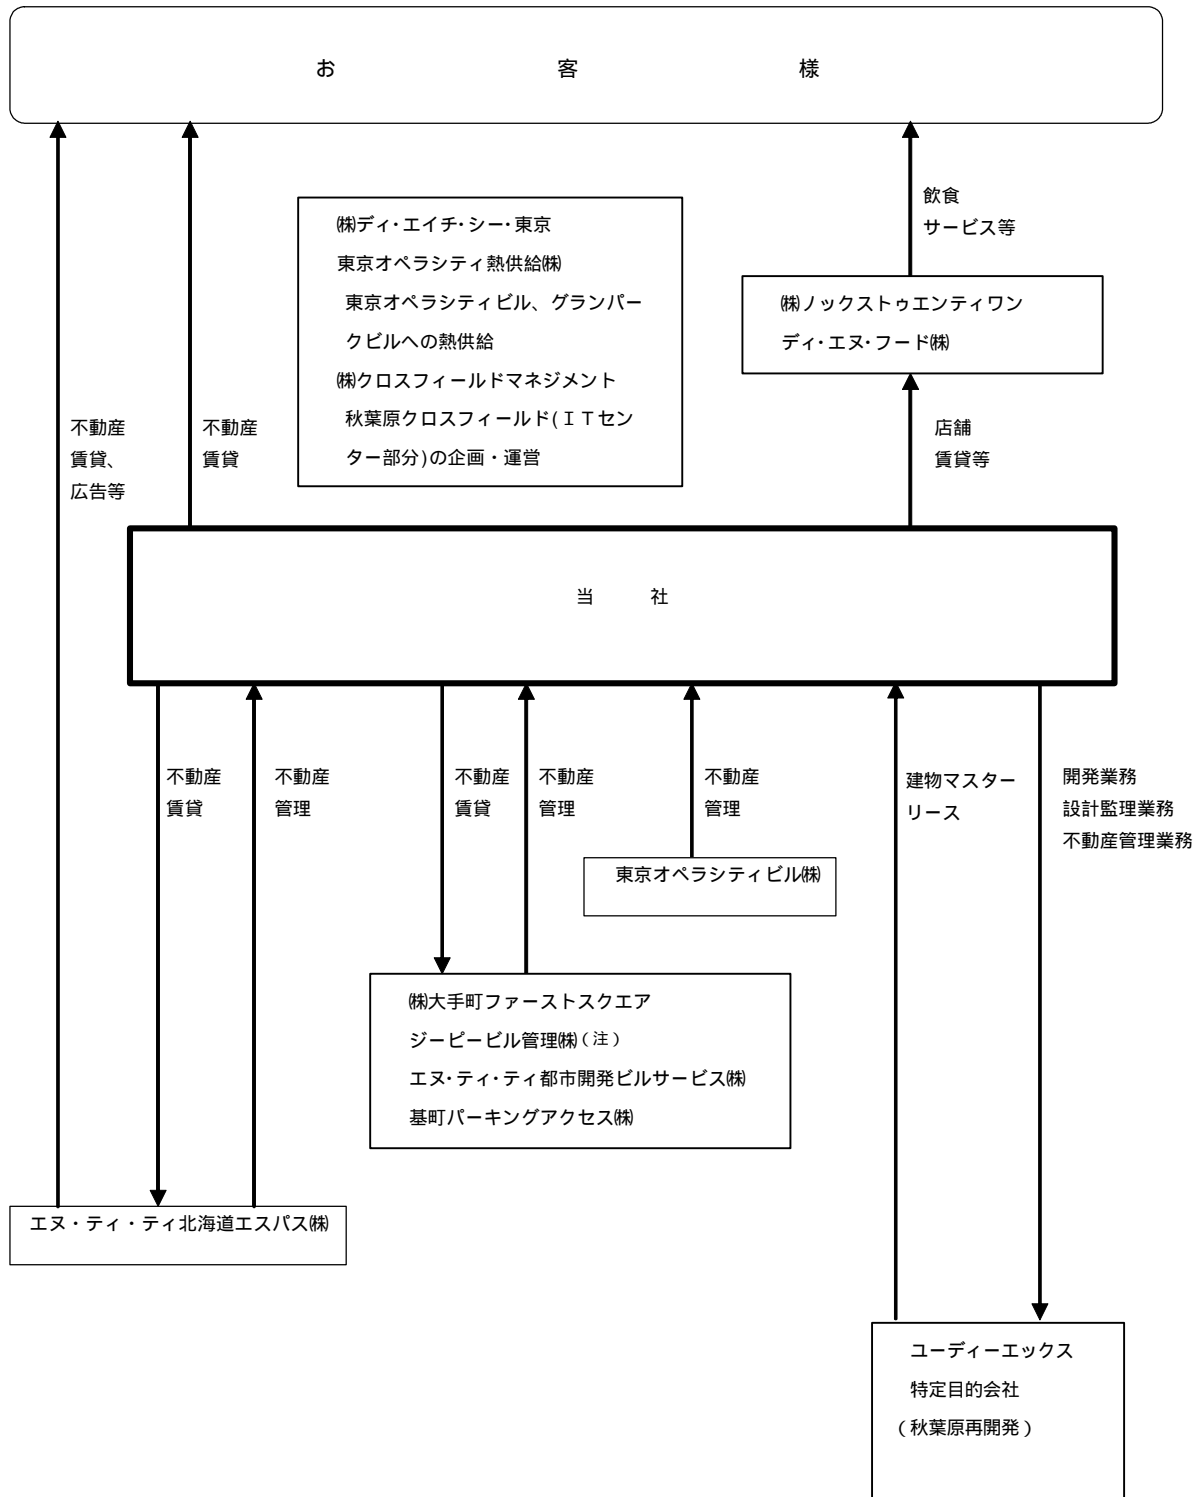 お客様
飲食
サービス等
㈱ディ・エイチ・シー・東京
東京オペラシティ熱供給㈱
東京オペラシティビル、グランパー
クビルへの熱供給
㈱クロスフィールドマネジメント
秋葉原クロスフィールド(ＩＴセン
ター部分)の企画・運営
㈱ノックストゥエンティワン
ディ・エヌ・フード㈱
不動産
賃貸、
広告等
不動産
賃貸
店舗
賃貸等
当社
不動産
賃貸
不動産
管理
不動産
賃貸
不動産
管理
不動産
管理
建物マスター
リース
開発業務
設計監理業務
不動産管理業務
東京オペラシティビル㈱
㈱大手町ファーストスクエア
ジーピービル管理㈱（注）
エヌ・ティ・ティ都市開発ビルサービス㈱
基町パーキングアクセス㈱
エヌ・ティ・ティ北海道エスパス㈱
ユーディーエックス
特定目的会社
（秋葉原再開発）